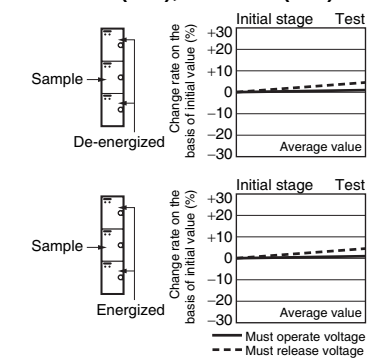 Initial stage Test
Change rate on the
basis of initial value (%)
+30
+20
+10
0
−10
−20
−30
Average value
Sample
De-energized
Initial stage Test
Change rate on the
basis of initial value (%)
+30
+20
+10
0
−10
−20
−30
Average value
Sample
Energized
Must operate voltage
Must release voltage